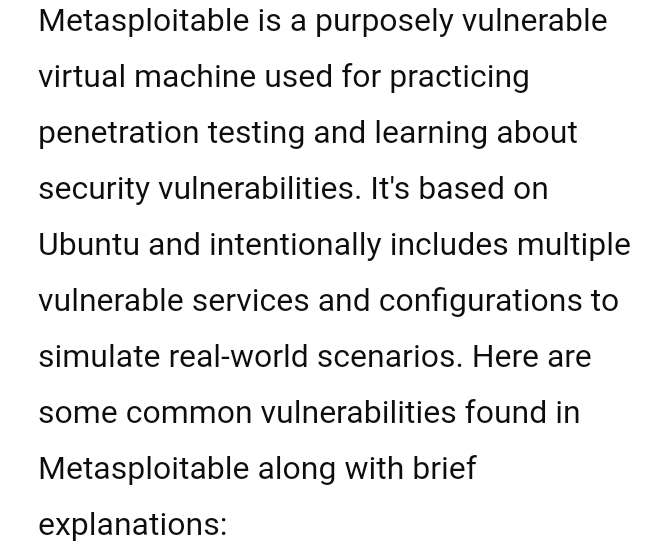 Metasploitable is a purposely vulnerable
virtual machine used for practicing
penetration testing and learning about
security vulnerabilities. It's based on
Ubuntu and intentionally includes multiple
vulnerable services and configurations to
simulate real-world scenarios. Here are
some common vulnerabilities found in
Metasploitable along with brief
explanations: